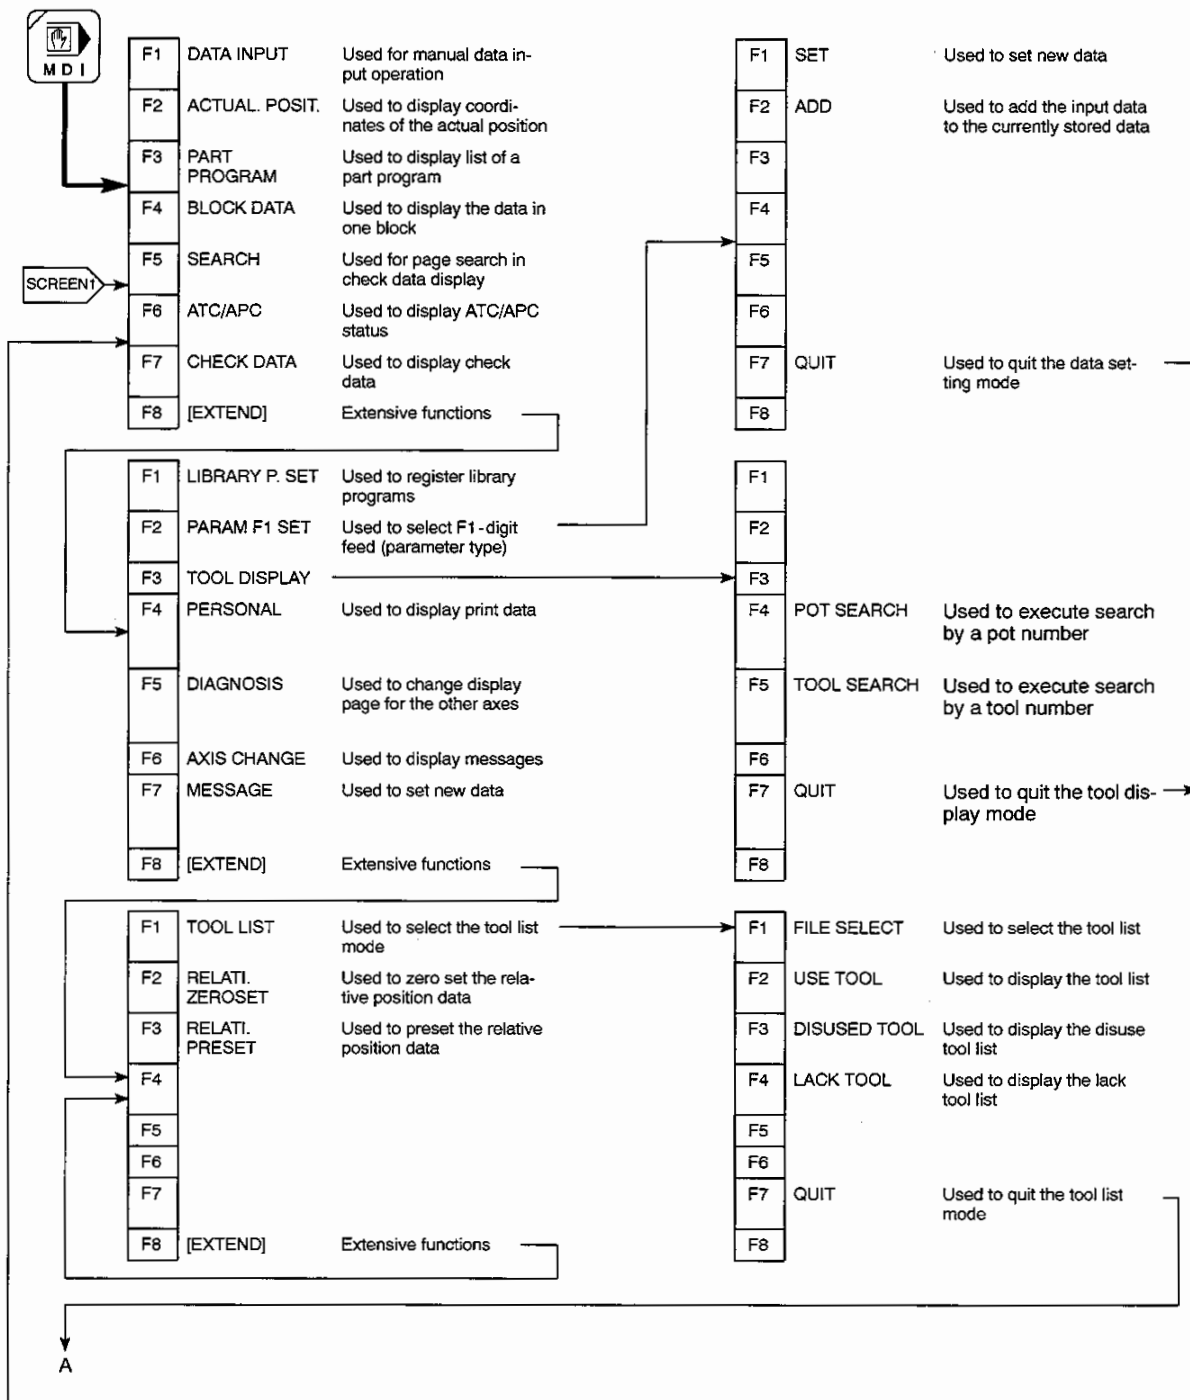 MDI
F1 DATA INPUT Used for manual data in-
put operation
F2 ACTUAL. POSIT. Used to display coordi-
nates of the actual position
F3 PART Used to display list of a
PROGRAM part program
F4 BLOCK DATA Used to display the data in
one block
F5 SEARCH Used for page search in
check data display
SCREEN1
F6 ATC/APC Used to display ATC/APC
status
F7 CHECK DATA Used to display check
data
F8 [EXTEND] Extensive functions
F1 SET Used to set new data
F2 ADD Used to add the input data
to the currently stored data
F3
F4
F5
F6
F7 QUIT Used to quit the data set-
ting mode
F8
F1 LIBRARY P. SET Used to register library
programs
F2 PARAM F1 SET Used to select F1-digit
feed (parameter type)
F3 TOOL DISPLAY
F4 PERSONAL Used to display print data
F5 DIAGNOSIS Used to change display
page for the other axes
F6 AXIS CHANGE Used to display messages
F7 MESSAGE Used to set new data
F8 [EXTEND] Extensive functions
F1
F2
F3
F4 POT SEARCH Used to execute search
by a pot number
F5 TOOL SEARCH Used to execute search
by a tool number
F6
F7 QUIT Used to quit the tool dis-
play mode
F8
F1 TOOL LIST Used to select the tool list
mode
F2 RELATI. Used to zero set the rela-
ZEROSET tive position data
F3 RELATI. Used to preset the relative
PRESET position data
F4
F5
F6
F7
F8 [EXTEND] Extensive functions
F1 FILE SELECT Used to select the tool list
F2 USE TOOL Used to display the tool list
F3 DISUSED TOOL Used to display the disuse
tool list
F4 LACK TOOL Used to display the lack
tool list
F5
F6
F7 QUIT Used to quit the tool list
mode
F8
A